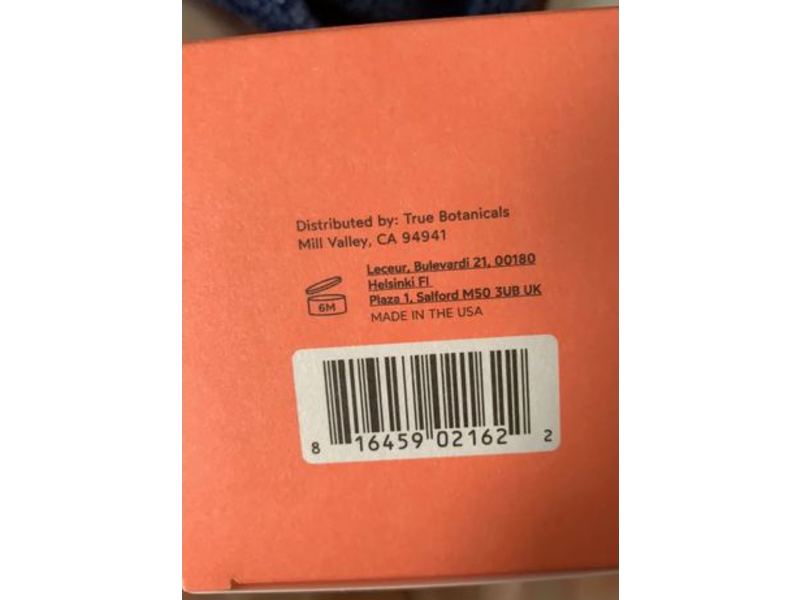 Distributed by: True Botanicals
Mill Valley, CA 94941
Leceur, Bulevardi 21, 00180
Helsinki FI
Plaza 1, Salford M50 3UB UK
6M
MADE IN THE USA
8 16459 02162 2